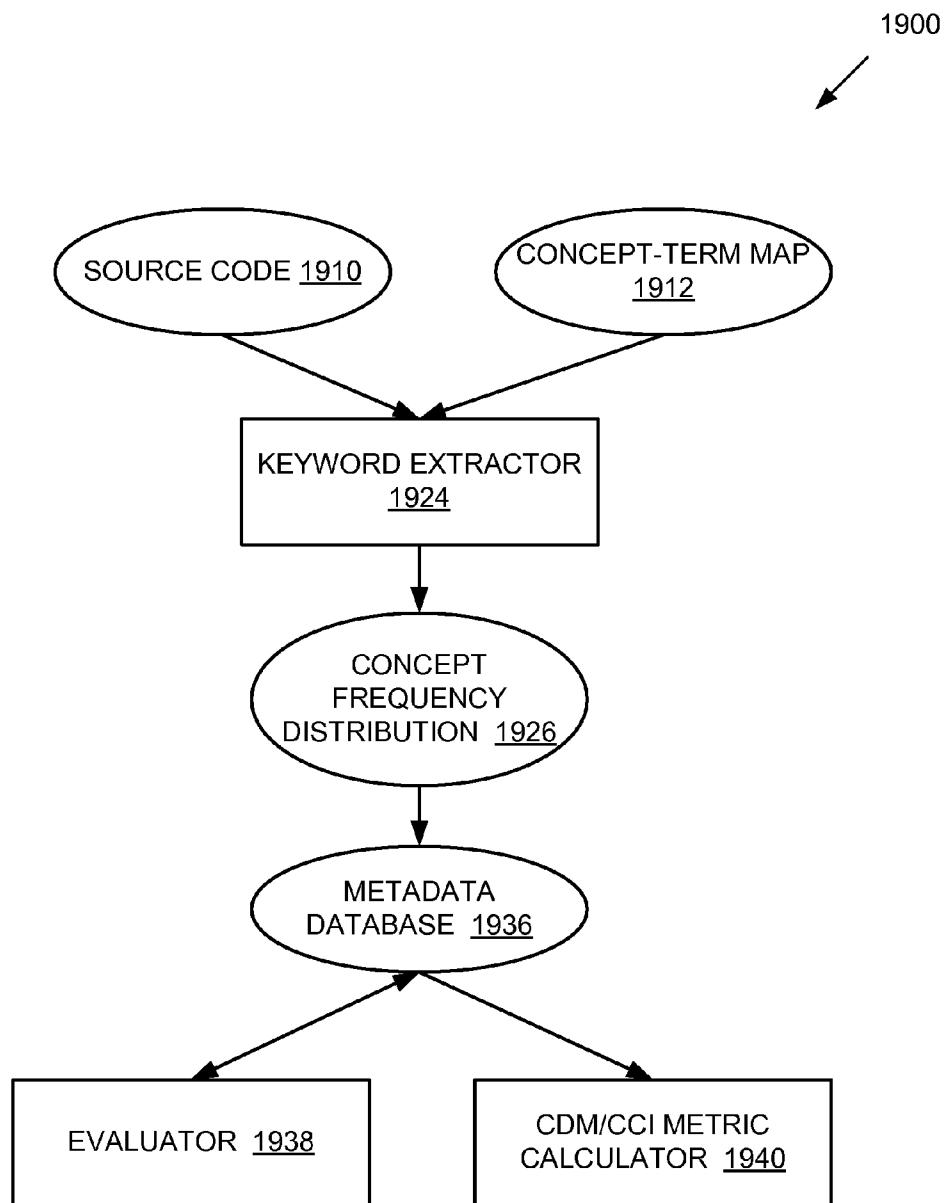 1900
SOURCE CODE 1910
CONCEPT-TERM MAP
1912
KEYWORD EXTRACTOR
1924
CONCEPT
FREQUENCY
DISTRIBUTION 1926
METADATA
DATABASE 1936
EVALUATOR 1938
CDM/CCI METRIC
CALCULATOR 1940